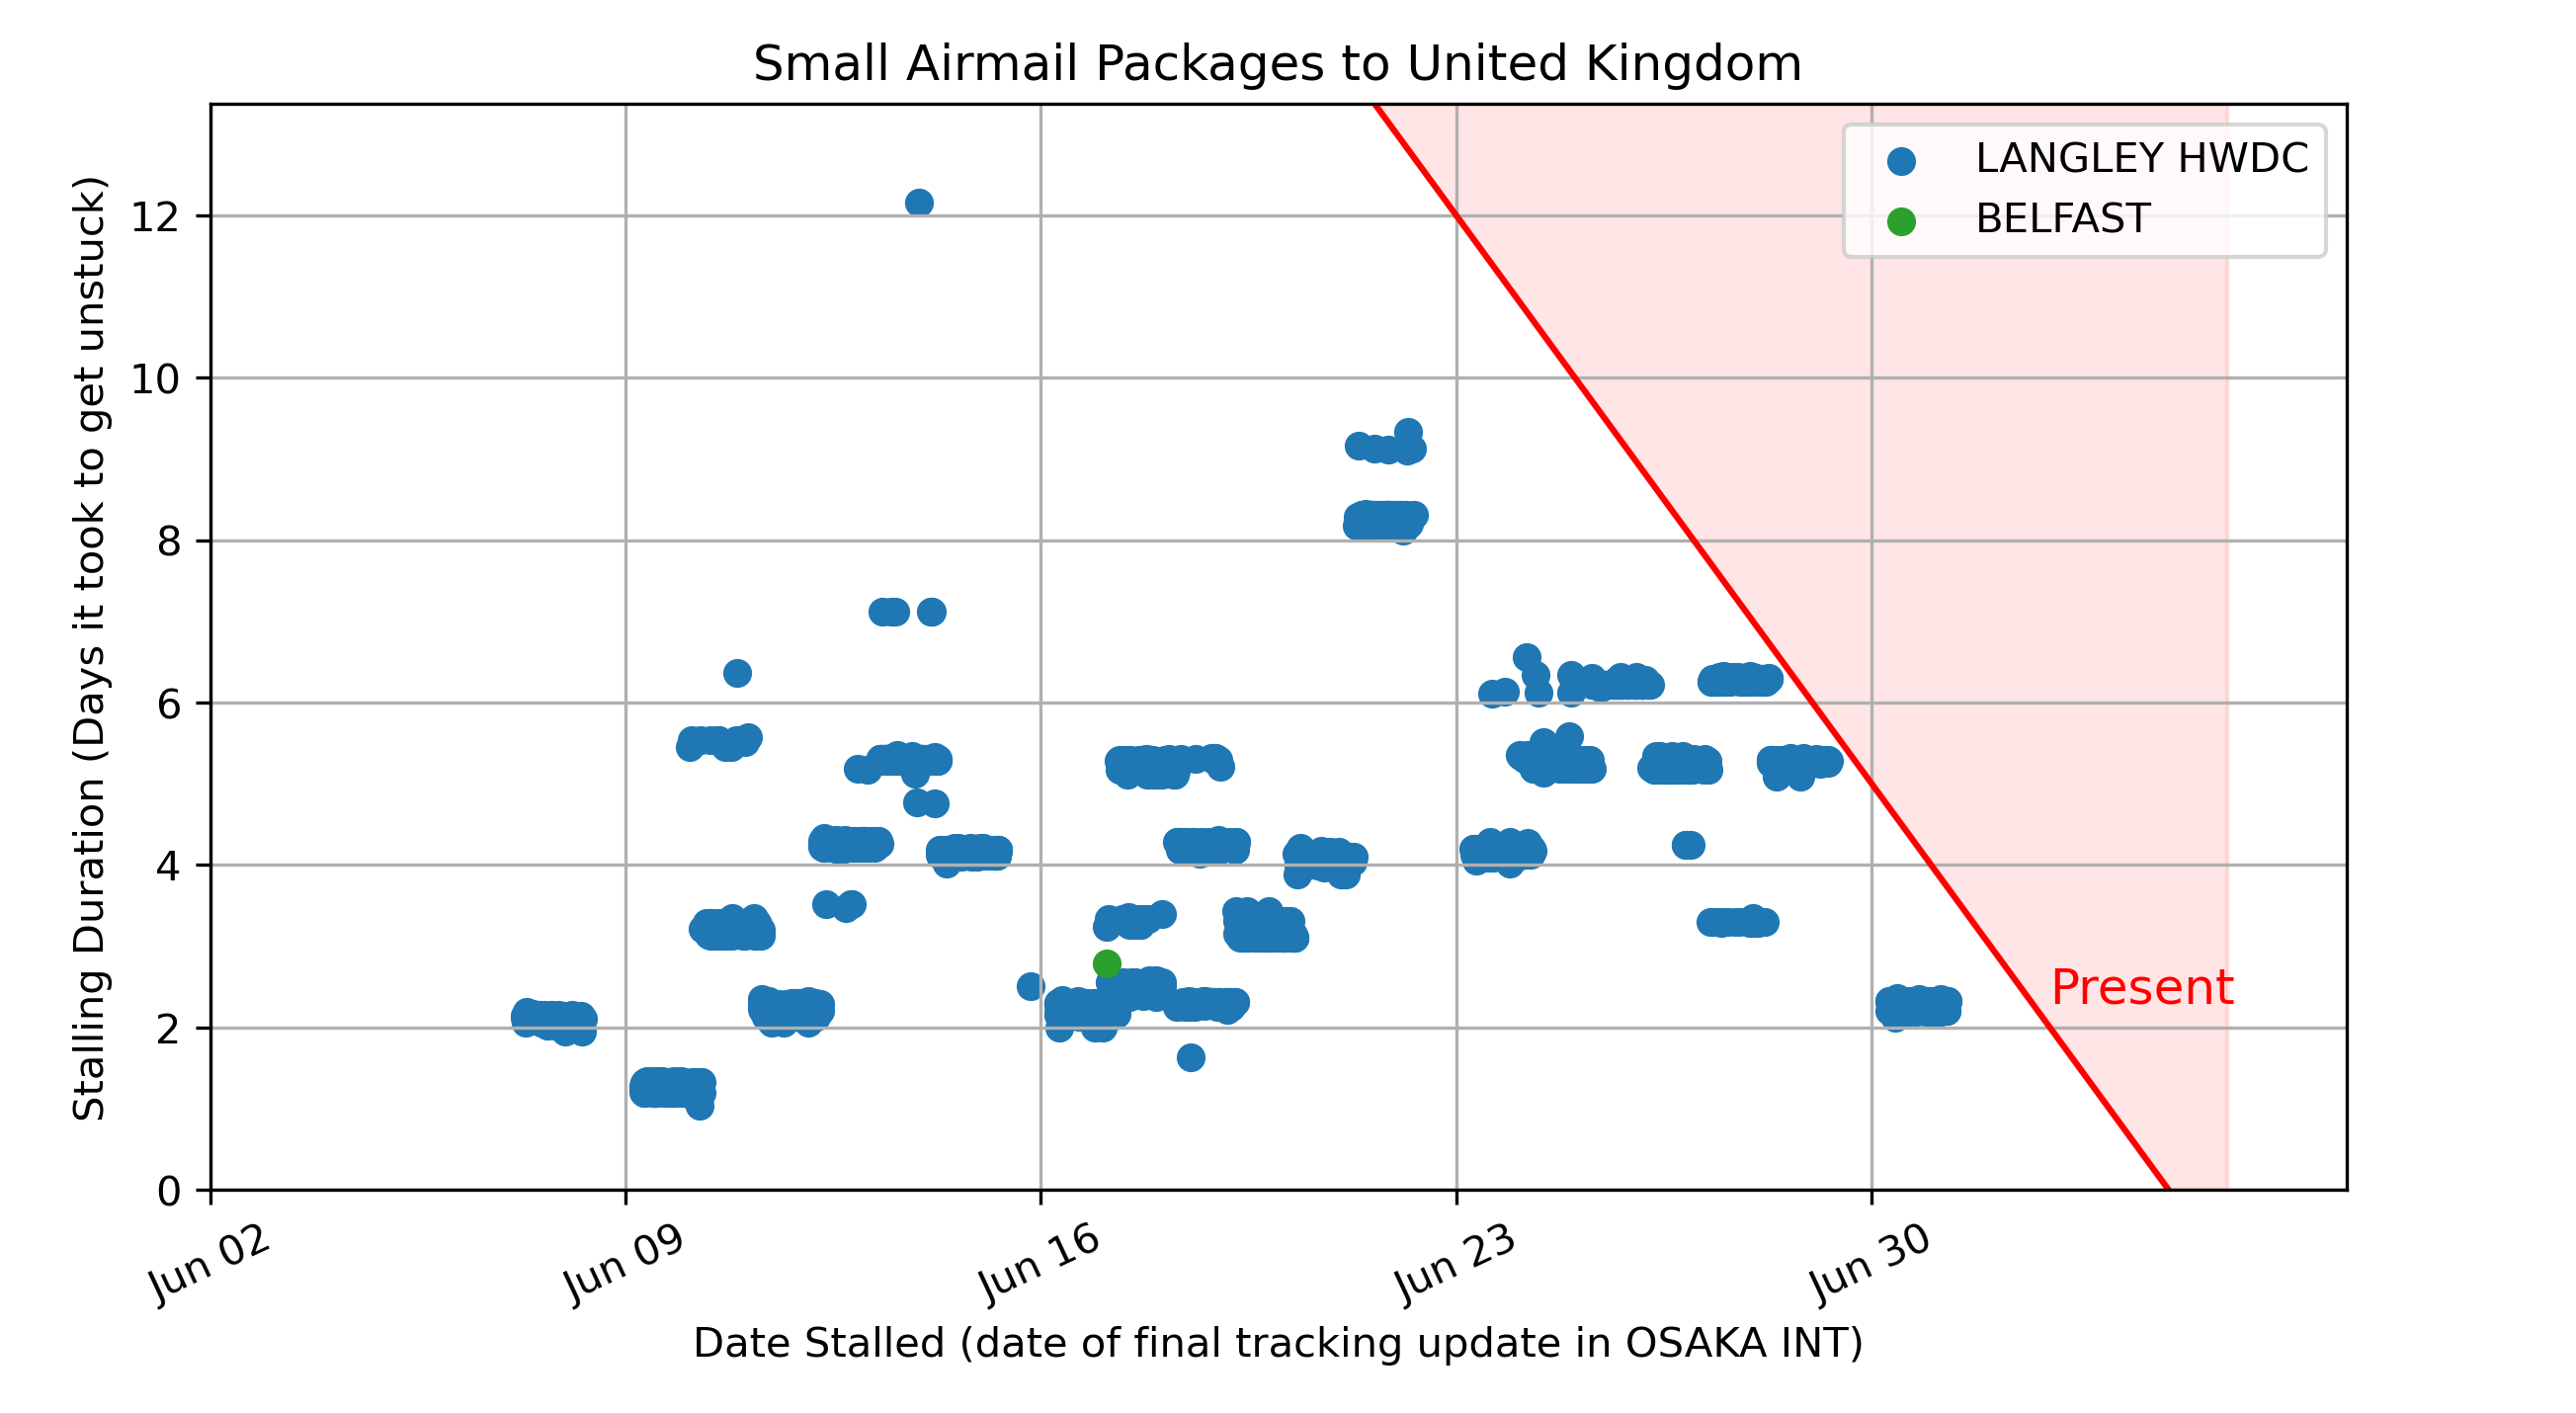 Small Airmail Packages to United Kingdom
LANGLEY HWDC
BELFAST
Stalling Duration (Days it took to get unstuck)
12
10
8
6
4
2
0
Present
Jun 02
Jun 09
Jun 16
Jun 23
Jun 30
Date Stalled (date of final tracking update in OSAKA INT)